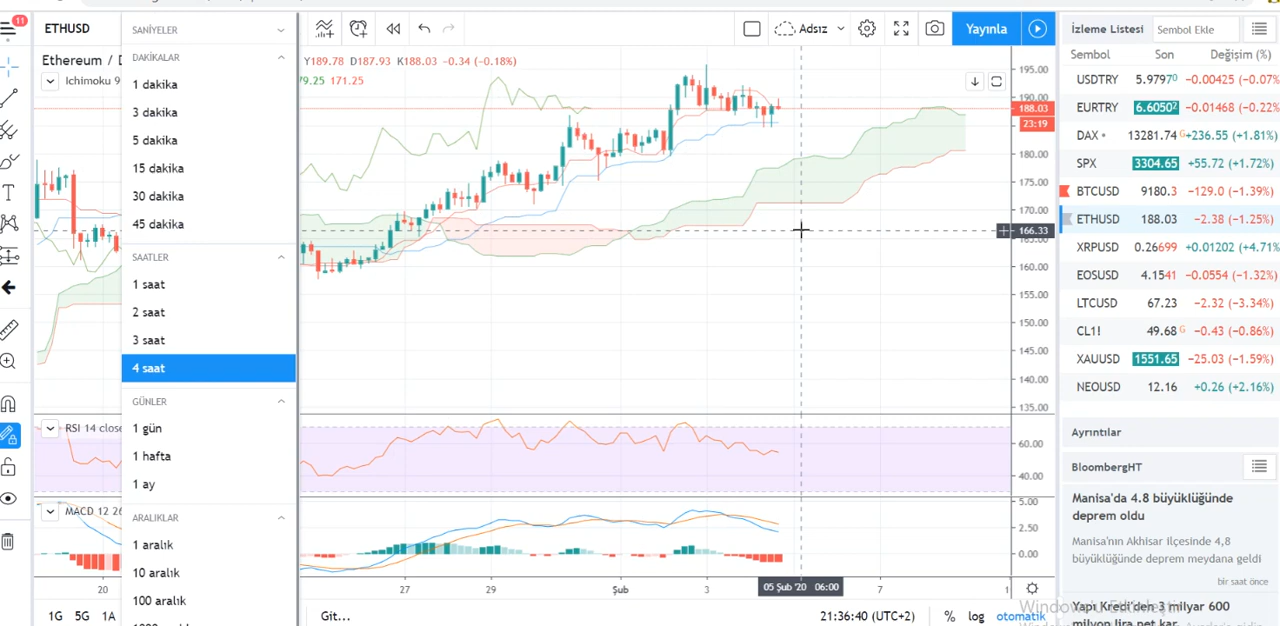 11
ETHUSD
Adsız
Yayınla
Ethereum / D
Ichimoku 9
Y189.78 D187.93 K188.03 −0.34 (−0.18%)
79.25 171.25
SANİYELER
DAKİKALAR
1 dakika
3 dakika
5 dakika
15 dakika
30 dakika
45 dakika
SAATLER
1 saat
2 saat
3 saat
4 saat
GÜNLER
1 gün
1 hafta
1 ay
ARALIKLAR
1 aralık
10 aralık
100 aralık
195.00
190.00
188.03
23:19
180.00
175.00
170.00
166.33
165.00
160.00
155.00
150.00
145.00
140.00
135.00
RSI 14 close
60.00
40.00
MACD 12 26
5.00
2.50
0.00
20
27
29
Şub
3
05 Şub '20 06:00
7
1G 5G 1A
Git...
21:36:40 (UTC+2)
% log otomatik
İzleme Listesi
Sembol Ekle
Sembol Son Değişim (%)
USDTRY 5.97970 −0.00425 (−0.07%
EURTRY 6.60502 −0.01468 (−0.22%
DAX 13281.74 G +236.55 (+1.81%)
SPX 3304.65 +55.72 (+1.72%)
BTCUSD 9180.3 −129.0 (−1.39%)
ETHUSD 188.03 −2.38 (−1.25%)
XRPUSD 0.26699 +0.01202 (+4.71%
EOSUSD 4.1541 −0.0554 (−1.32%)
LTCUSD 67.23 −2.32 (−3.34%)
CL1! 49.68 G −0.43 (−0.86%)
XAUUSD 1551.65 −25.03 (−1.59%)
NEOUSD 12.16 +0.26 (+2.16%)
Ayrıntılar
BloombergHT
Manisa'da 4.8 büyüklüğünde
deprem oldu
Manisa'nın Akhisar ilçesinde 4,8
büyüklüğünde deprem meydana geldi
bir saat önce
Yapı Kredi'den 3 milyar 600
milyon lira net kar